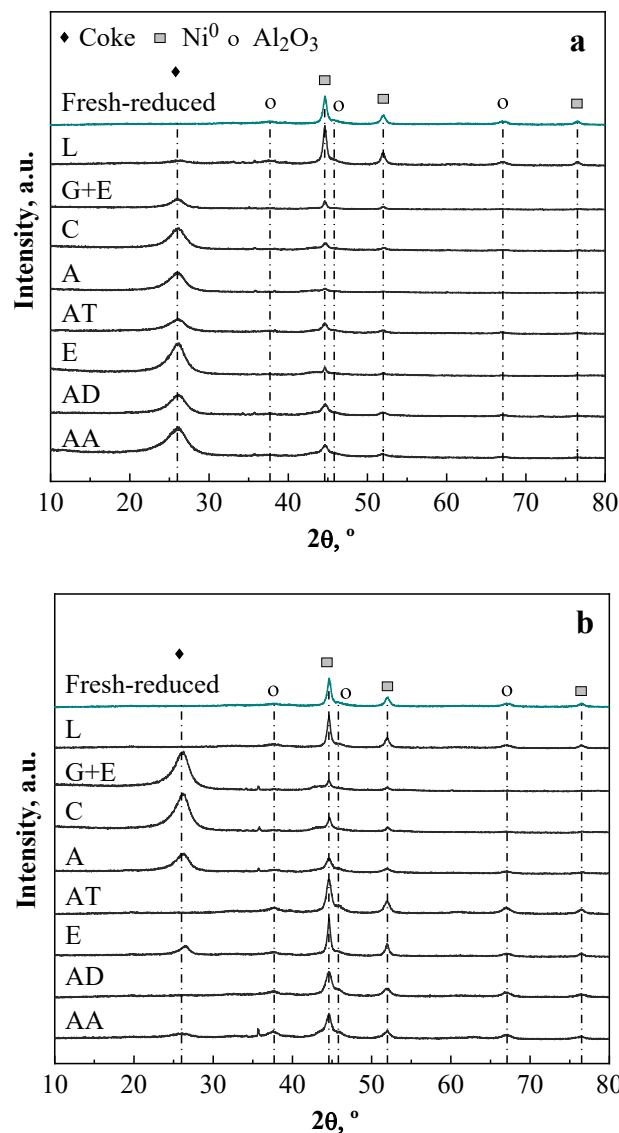 a
♦ Coke ■ Ni⁰ o Al₂O₃
Fresh-reduced
L
G+E
C
A
AT
E
AD
AA
Intensity, a.u.
10 20 30 40 50 60 70 80
2θ, º
b
Fresh-reduced
L
G+E
C
A
AT
E
AD
AA
Intensity, a.u.
10 20 30 40 50 60 70 80
2θ, º